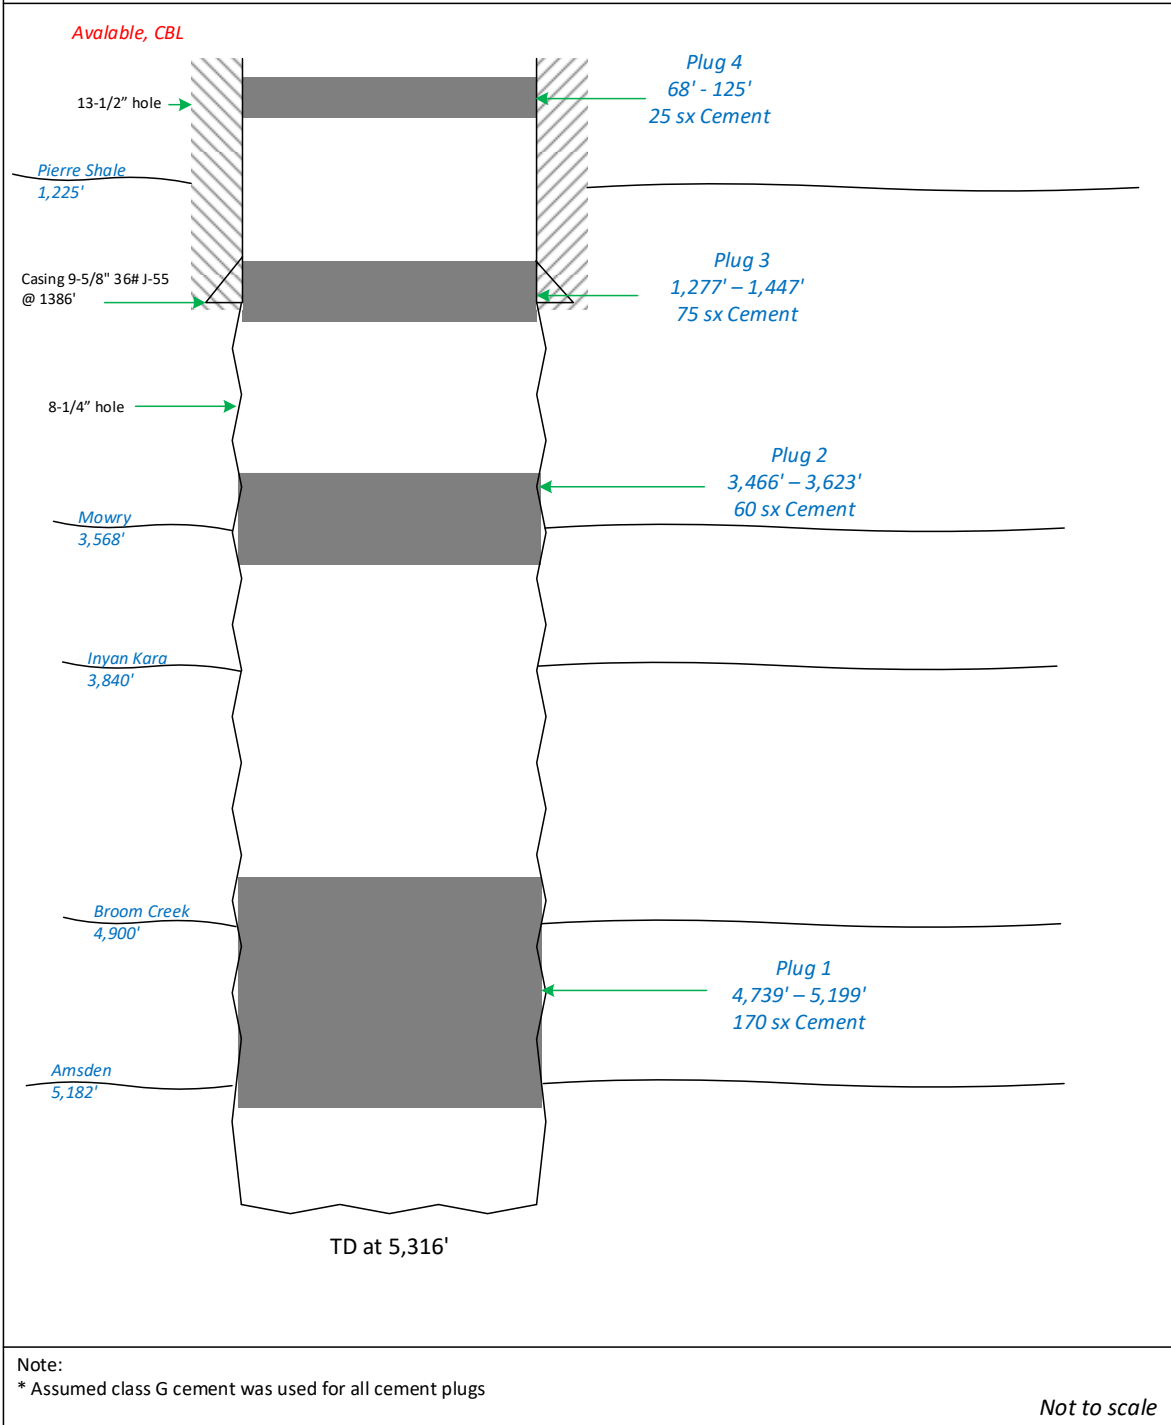 Avalable, CBL
Plug 4
68' - 125'
25 sx Cement
13-1/2" hole
Pierre Shale
1,225'
Plug 3
1,277' – 1,447'
75 sx Cement
Casing 9-5/8" 36# J-55
@ 1386'
8-1/4" hole
Plug 2
3,466' – 3,623'
60 sx Cement
Mowry
3,568'
Inyan Kara
3,840'
Broom Creek
4,900'
Plug 1
4,739' – 5,199'
170 sx Cement
Amsden
5,182'
TD at 5,316'
Note:
* Assumed class G cement was used for all cement plugs
Not to scale